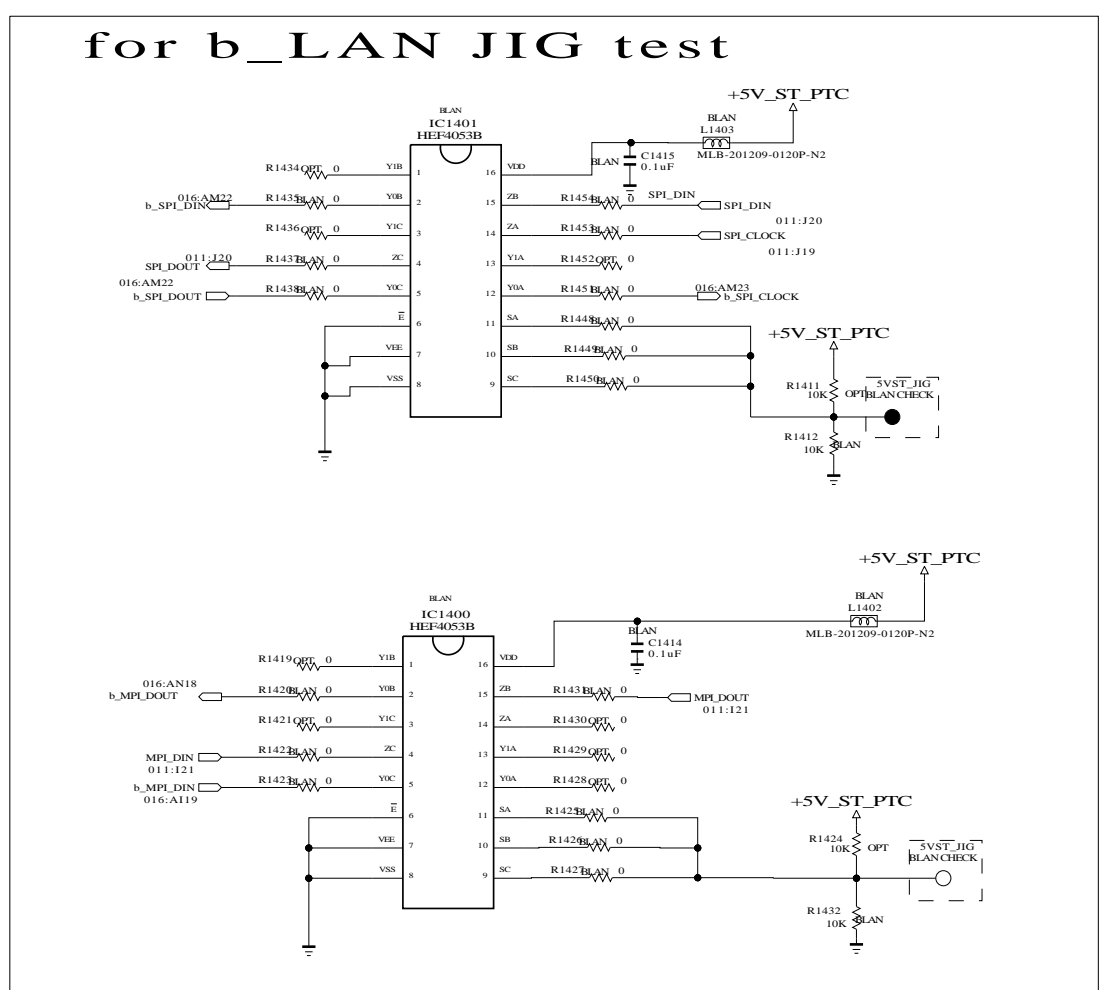 for b_LAN JIG test
+5V_ST_PTC
BLAN
IC1401
HEF4053B
BLAN
L1403
MLB-201209-0120P-N2
BLAN
C1415
0.1uF
R1434 OPT 0 Y1B 1
16 VDD
016:AM22
b_SPI_DIN R1435 BLAN 0 Y0B 2
15 ZB R1454 BLAN 0 SPI_DIN
SPI_DIN
011:J20
R1436 OPT 0 Y1C 3
14 ZA R1453 BLAN 0 SPI_CLOCK
011:J19
011:J20
SPI_DOUT R1437 BLAN 0 ZC 4
13 Y1A R1452 OPT 0
016:AM22
b_SPI_DOUT R1438 BLAN 0 Y0C 5
12 Y0A R1451 BLAN 0
016:AM23
b_SPI_CLOCK
E 6
11 SA R1448 BLAN 0
VEE 7
10 SB R1449 BLAN 0
VSS 8
9 SC R1450 BLAN 0
+5V_ST_PTC
R1411
10K
OPT
5VST_JIG
BLAN CHECK
R1412
10K
BLAN
+5V_ST_PTC
BLAN
IC1400
HEF4053B
BLAN
L1402
MLB-201209-0120P-N2
BLAN
C1414
0.1uF
R1419 OPT 0 Y1B 1
16 VDD
016:AN18
b_MPI_DOUT R1420 BLAN 0 Y0B 2
15 ZB R1431 BLAN 0 MPI_DOUT
011:I21
R1421 OPT 0 Y1C 3
14 ZA R1430 OPT 0
MPI_DIN R1422 BLAN 0 ZC 4
011:I21
13 Y1A R1429 OPT 0
b_MPI_DIN R1423 BLAN 0 Y0C 5
016:AI19
12 Y0A R1428 OPT 0
E 6
11 SA R1425 BLAN 0
VEE 7
10 SB R1426 BLAN 0
VSS 8
9 SC R1427 BLAN 0
+5V_ST_PTC
R1424
10K
OPT
5VST_JIG
BLAN CHECK
R1432
10K
BLAN